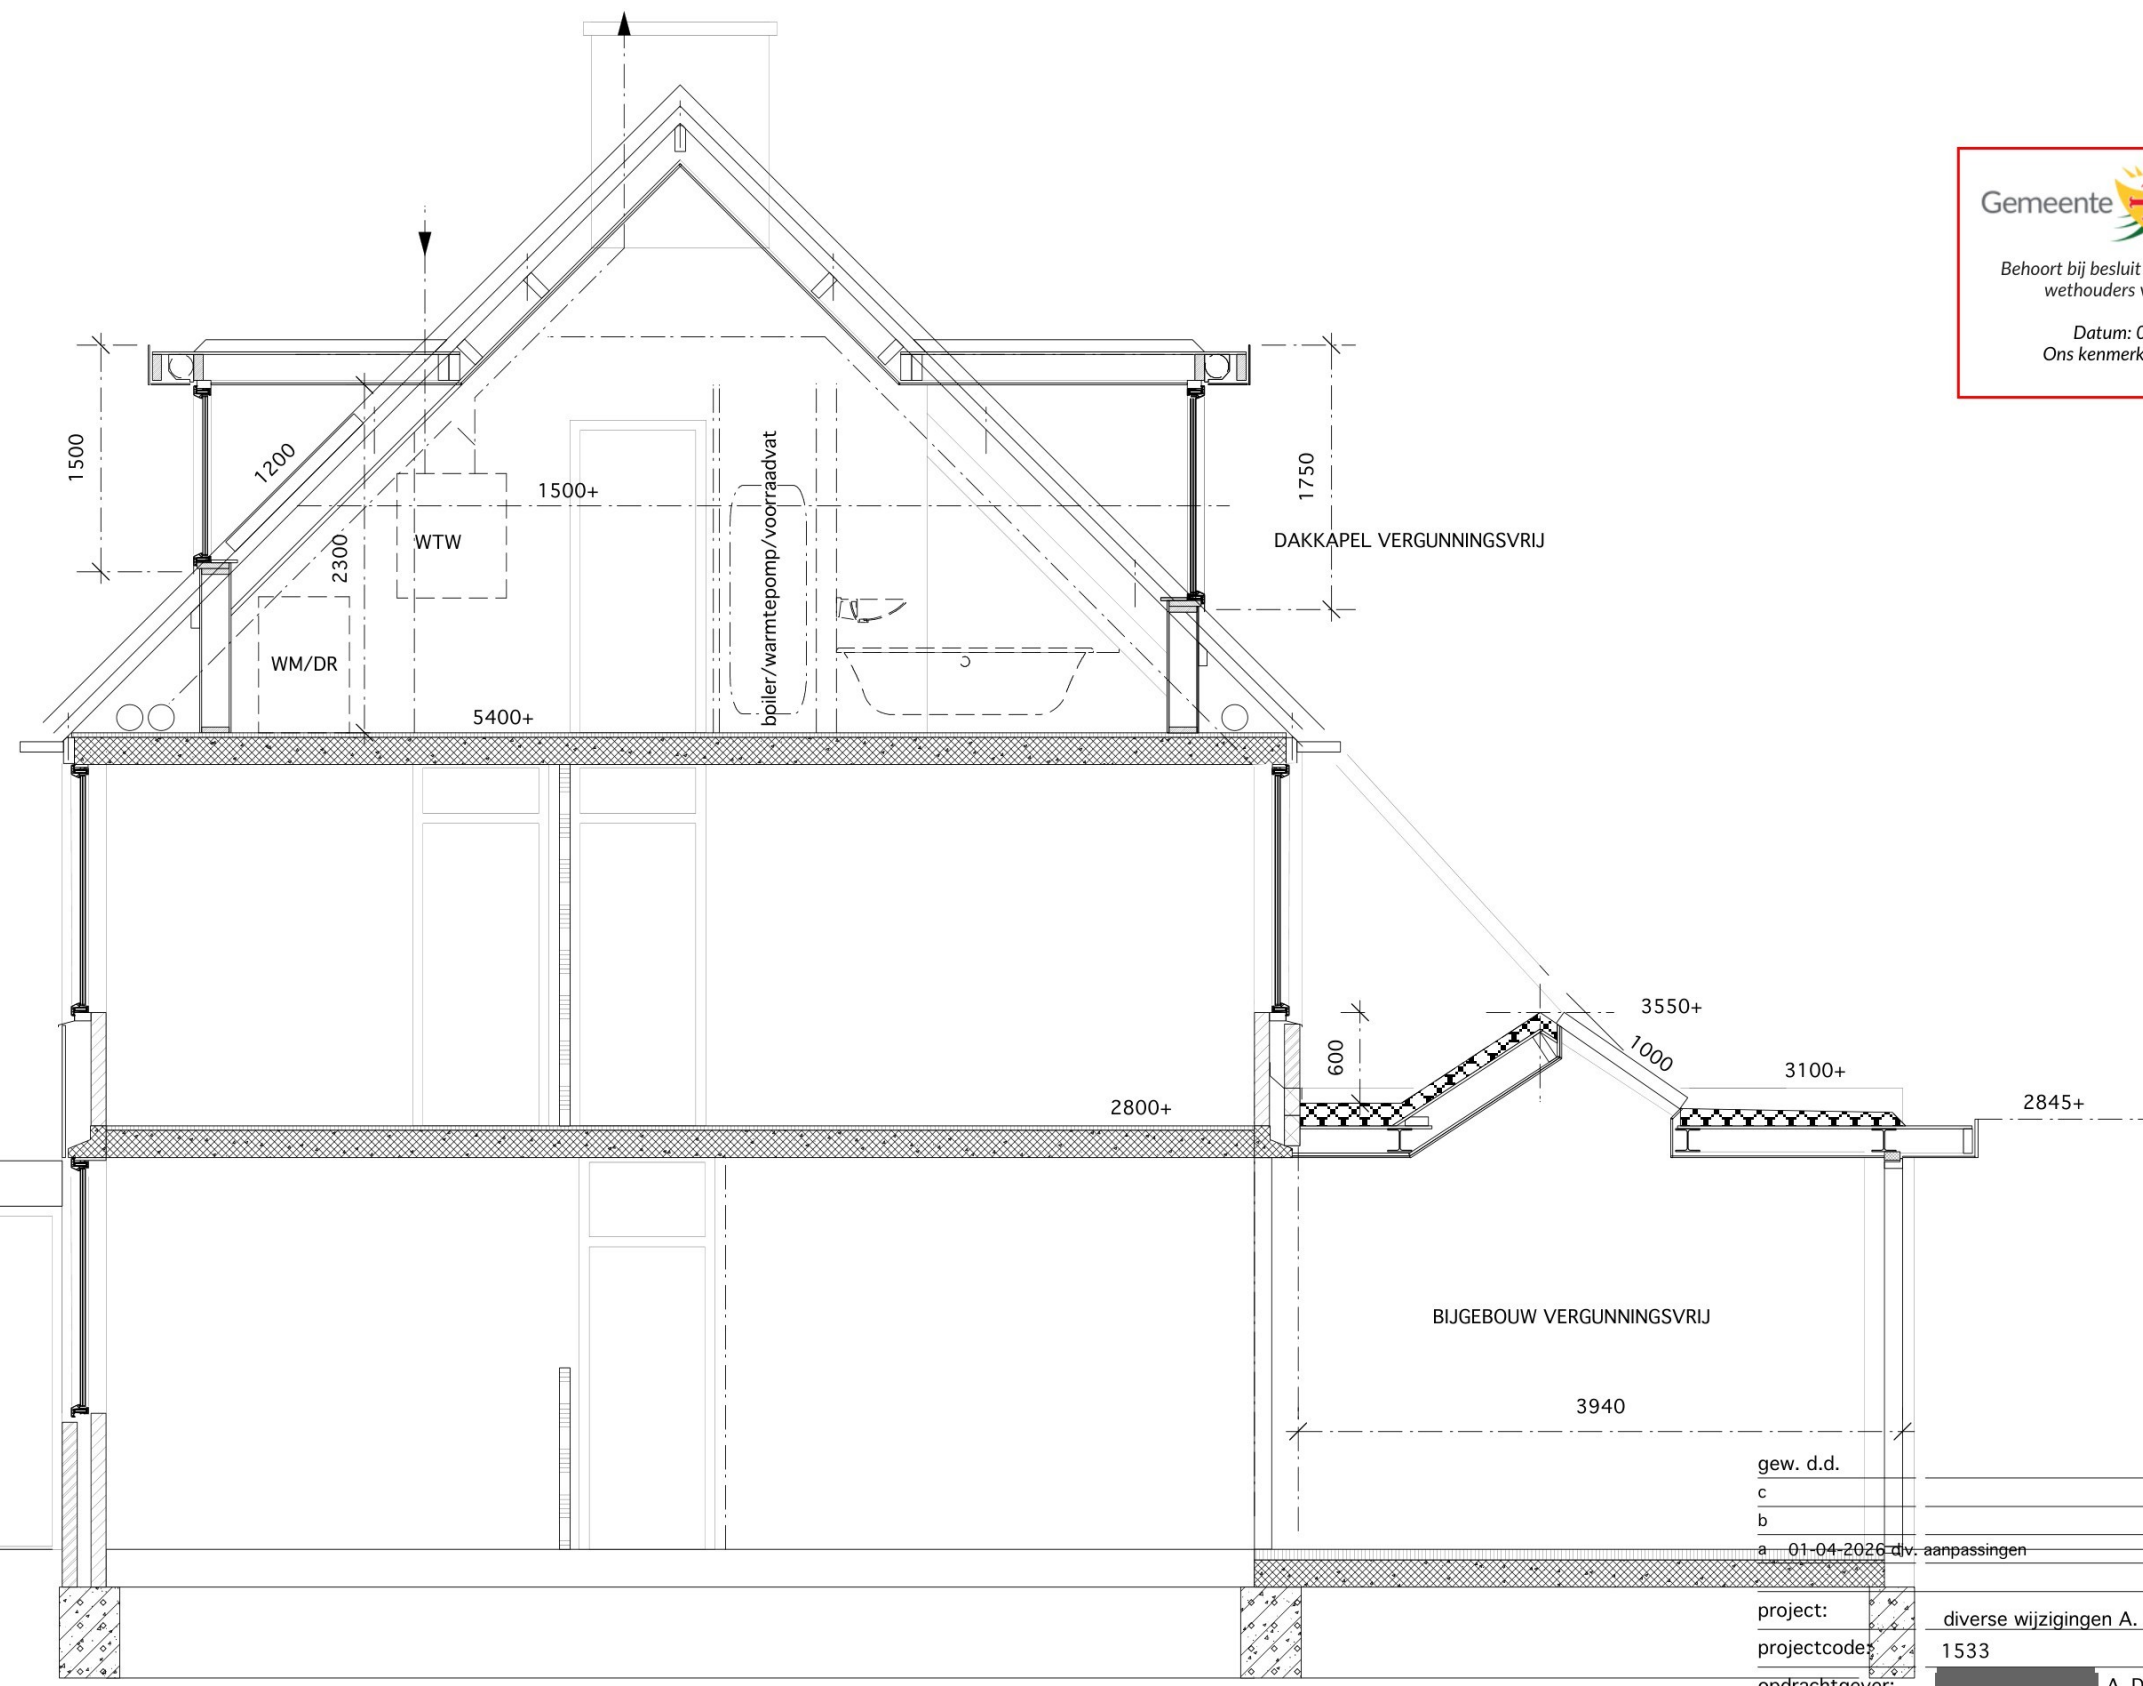 Gemeente
Behoort bij besluit
wethouders v
Datum: 0
Ons kenmerk
1500
1200
1500+
1750
DAKKAPEL VERGUNNINGSVRIJ
2300
WTW
boiler/warmtepomp/voorraadvat
WM/DR
5400+
3550+
600
1000
3100+
2845+
2800+
BIJGEBOUW VERGUNNINGSVRIJ
3940
gew. d.d.
c
b
a 01-04-2026 div. aanpassingen
project: diverse wijzigingen A.
projectcode: 1533
opdrachtgever: A. D